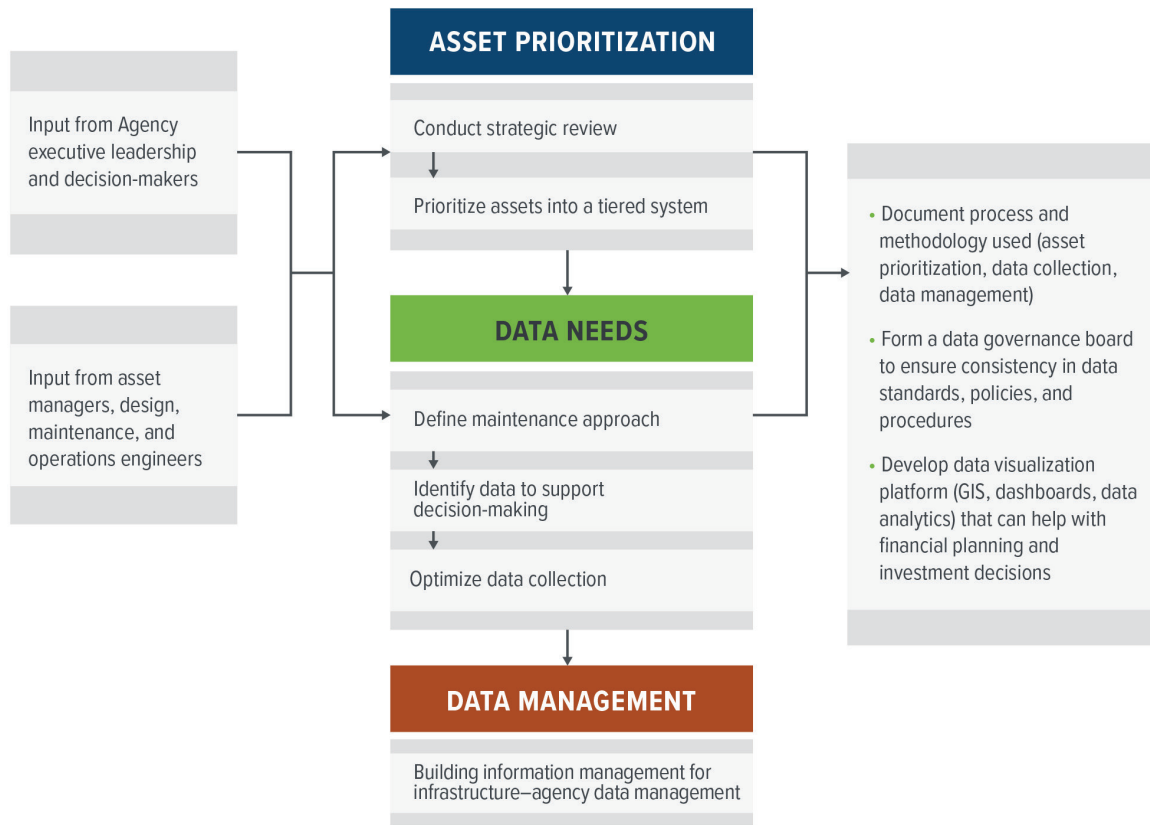 Input from Agency
executive leadership
and decision-makers
Input from asset
managers, design,
maintenance, and
operations engineers
ASSET PRIORITIZATION
Conduct strategic review
Prioritize assets into a tiered system
DATA NEEDS
Define maintenance approach
Identify data to support
decision-making
Optimize data collection
DATA MANAGEMENT
Building information management for
infrastructure–agency data management
• Document process and
methodology used (asset
prioritization, data collection,
data management)
• Form a data governance board
to ensure consistency in data
standards, policies, and
procedures
• Develop data visualization
platform (GIS, dashboards, data
analytics) that can help with
financial planning and
investment decisions